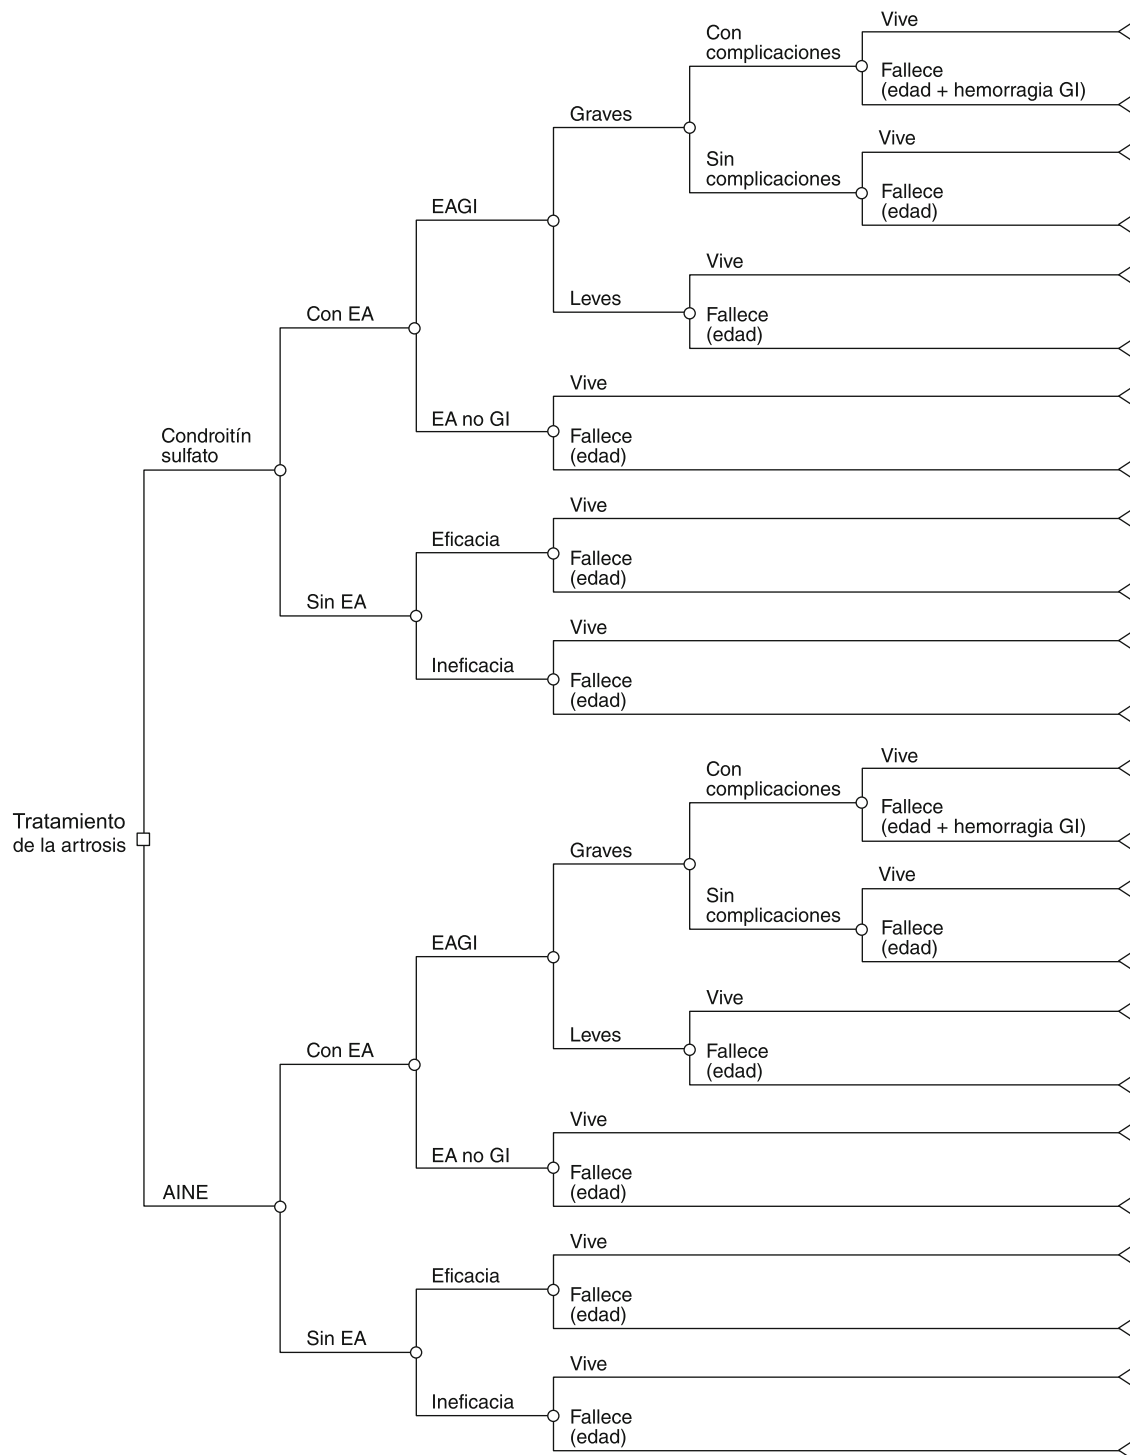 Vive
Con
complicaciones
Fallece
(edad + hemorragia GI)
Graves
Vive
Sin
complicaciones
Fallece
(edad)
EAGI
Vive
Leves
Fallece
(edad)
Con EA
Vive
EA no GI
Fallece
(edad)
Condroitín
sulfato
Vive
Eficacia
Fallece
(edad)
Sin EA
Vive
Ineficacia
Fallece
(edad)
Tratamiento
de la artrosis
Vive
Con
complicaciones
Fallece
(edad + hemorragia GI)
Graves
Vive
Sin
complicaciones
Fallece
(edad)
EAGI
Vive
Leves
Fallece
(edad)
Con EA
Vive
EA no GI
Fallece
(edad)
AINE
Vive
Eficacia
Fallece
(edad)
Sin EA
Vive
Ineficacia
Fallece
(edad)